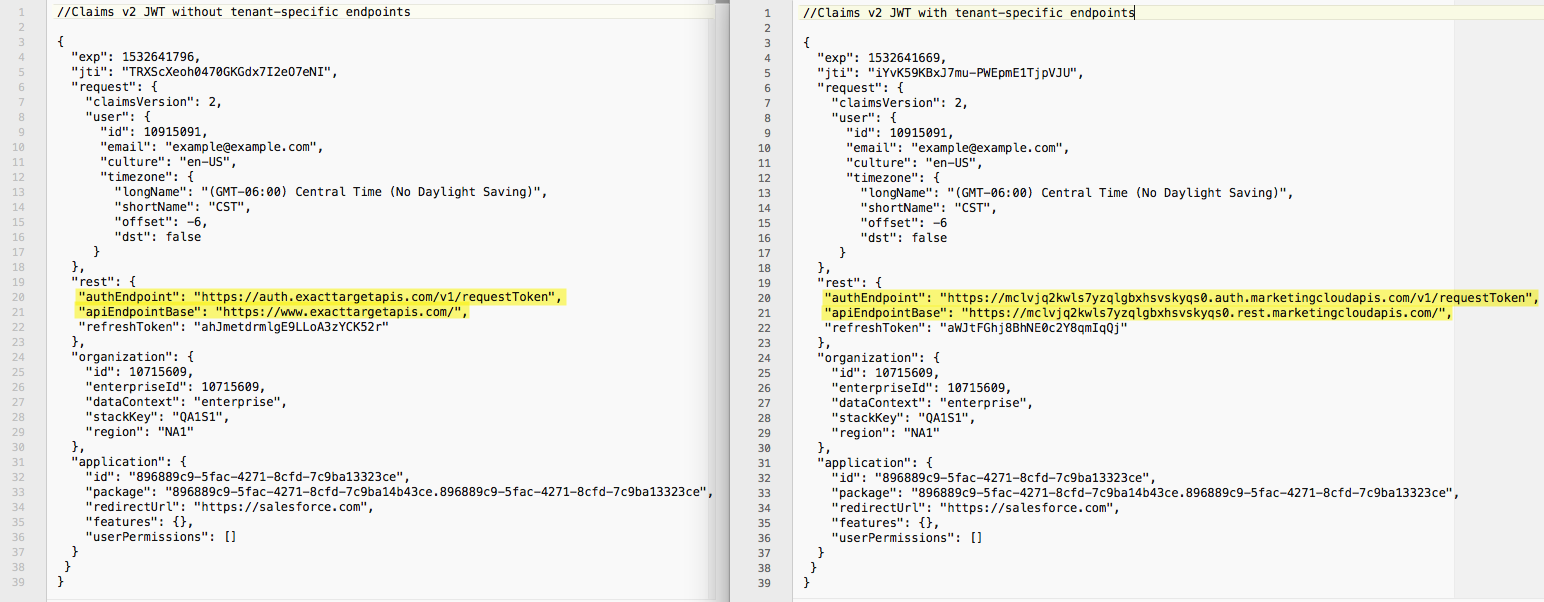 1 //Claims v2 JWT without tenant-specific endpoints
2
3 {
4 "exp": 1532641796,
5 "jti": "TRXScXeoh0470GKGdx7I2eO7eNI",
6 "request": {
7 "claimsVersion": 2,
8 "user": {
9 "id": 10915091,
10 "email": "example@example.com",
11 "culture": "en-US",
12 "timezone": {
13 "longName": "(GMT-06:00) Central Time (No Daylight Saving)",
14 "shortName": "CST",
15 "offset": -6,
16 "dst": false
17 }
18 },
19 "rest": {
20 "authEndpoint": "https://auth.exacttargetapis.com/v1/requestToken",
21 "apiEndpointBase": "https://www.exacttargetapis.com/",
22 "refreshToken": "ahJmetdrmlgE9LLoA3zYCK52r"
23 },
24 "organization": {
25 "id": 10715609,
26 "enterpriseId": 10715609,
27 "dataContext": "enterprise",
28 "stackKey": "QA1S1",
29 "region": "NA1"
30 },
31 "application": {
32 "id": "896889c9-5fac-4271-8cfd-7c9ba13323ce",
33 "package": "896889c9-5fac-4271-8cfd-7c9ba14b43ce.896889c9-5fac-4271-8cfd-7c9ba13323ce",
34 "redirectUrl": "https://salesforce.com",
35 "features": {},
36 "userPermissions": []
37 }
38 }
39 }
1 //Claims v2 JWT with tenant-specific endpoints
2
3 {
4 "exp": 1532641669,
5 "jti": "iYvK59KBxJ7mu-PWEpmE1TjpVJU",
6 "request": {
7 "claimsVersion": 2,
8 "user": {
9 "id": 10915091,
10 "email": "example@example.com",
11 "culture": "en-US",
12 "timezone": {
13 "longName": "(GMT-06:00) Central Time (No Daylight Saving)",
14 "shortName": "CST",
15 "offset": -6
16 "dst": false
17 }
18 },
19 "rest": {
20 "authEndpoint": "https://mclvjq2kwls7yzqlgbxhsvskyqs0.auth.marketingcloudapis.com/v1/requestToken",
21 "apiEndpointBase": "https://mclvjq2kwls7yzqlgbxhsvskyqs0.rest.marketingcloudapis.com/",
22 "refreshToken": "aWJtFGhj8BhNE0c2Y8qmIqQj"
23 },
24 "organization": {
25 "id": 10715609,
26 "enterpriseId": 10715609,
27 "dataContext": "enterprise",
28 "stackKey": "QA1S1",
29 "region": "NA1"
30 },
31 "application": {
32 "id": "896889c9-5fac-4271-8cfd-7c9ba13323ce",
33 "package": "896889c9-5fac-4271-8cfd-7c9ba14b43ce.896889c9-5fac-4271-8cfd-7c9ba13323ce",
34 "redirectUrl": "https://salesforce.com",
35 "features": {},
36 "userPermissions": []
37 }
38 }
39 }